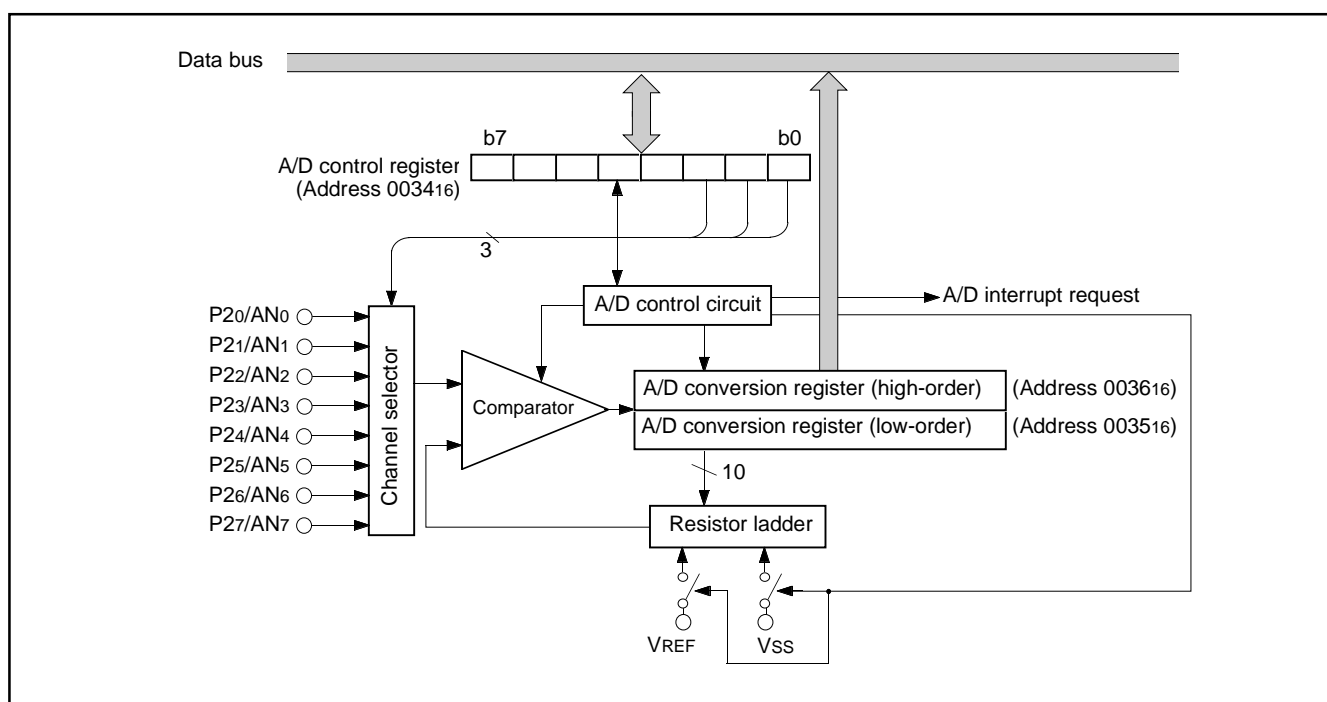 Data bus
b7 b0
A/D control register
(Address 003416)
3
A/D control circuit
A/D interrupt request
P20/AN0
P21/AN1
P22/AN2
P23/AN3
P24/AN4
P25/AN5
P26/AN6
P27/AN7
Channel selector
Comparator
A/D conversion register (high-order) (Address 003616)
A/D conversion register (low-order) (Address 003516)
10
Resistor ladder
VREF VSS